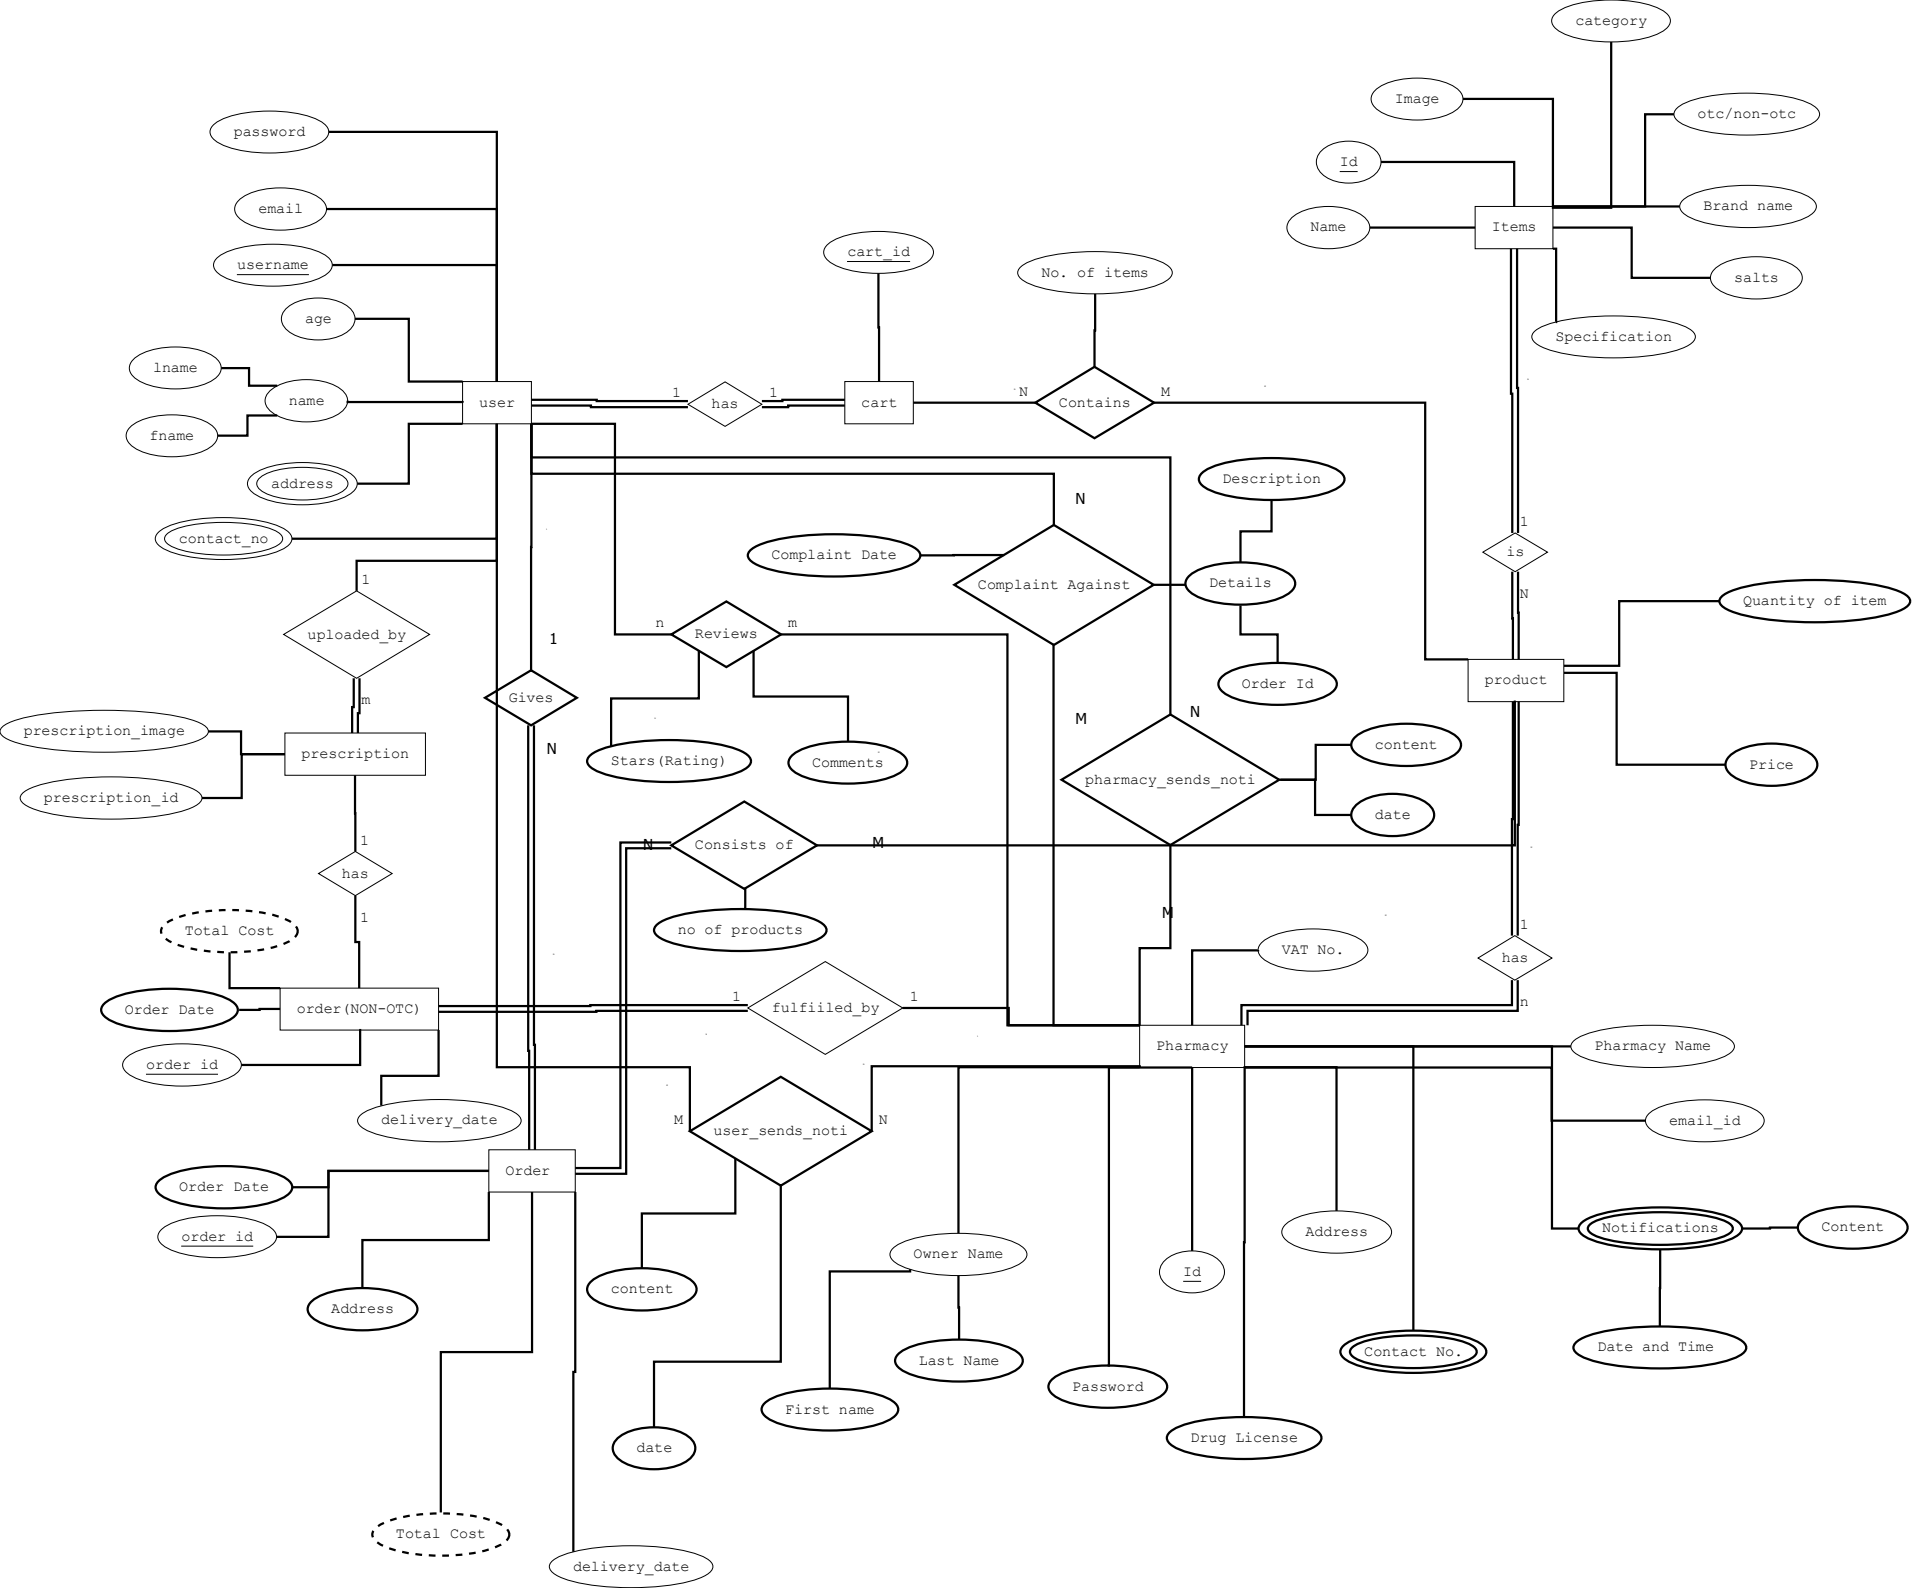 category
Image
otc/non-otc
password
Id
email
Brand name
Name
Items
username
cart_id
No. of items
salts
age
Specification
lname
name
user
1
has
1
cart
N
Contains
M
fname
address
Description
N
1
contact_no
is
Complaint Date
Complaint Against
Details
1
N
Quantity of item
uploaded_by
n
Reviews
m
1
product
Order Id
m
Gives
M
N
prescription_image
content
prescription
N
Stars(Rating)
Comments
Price
pharmacy_sends_noti
prescription_id
date
1
N
Consists of
M
has
1
M
1
Total Cost
no of products
VAT No.
has
1
1
n
Order Date
order(NON-OTC)
fulfiiled_by
Pharmacy
Pharmacy Name
order id
delivery_date
M
user_sends_noti
N
email_id
Order
Order Date
Notifications
Content
order id
Address
Owner Name
Id
content
Address
Date and Time
Contact No.
Last Name
Password
First name
Drug License
date
Total Cost
delivery_date